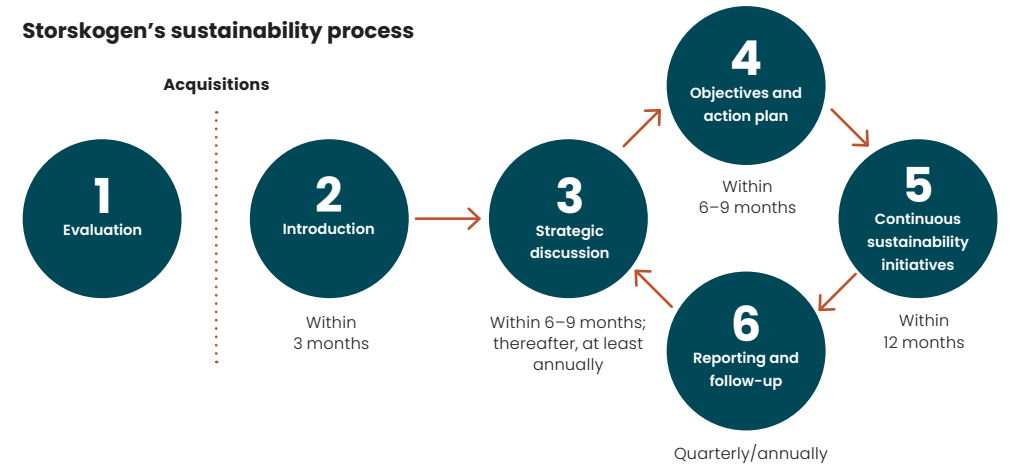 Storskogen’s sustainability process
Acquisitions
1
Evaluation
2
Introduction
Within
3 months
3
Strategic
discussion
Within 6–9 months;
thereafter, at least
annually
4
Objectives and
action plan
Within
6–9 months
5
Continuous
sustainability
initiatives
Within
12 months
6
Reporting and
follow-up
Quarterly/annually